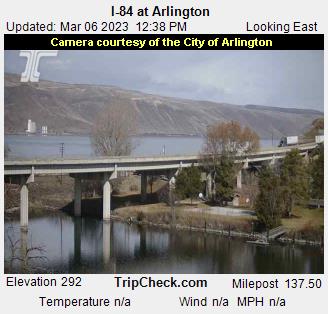 I-84 at Arlington
Updated: Mar 06 2023 12:38 PM Looking East
Camera courtesy of the City of Arlington
Elevation 292 TripCheck.com Milepost 137.50
Temperature n/a Wind n/a MPH n/a